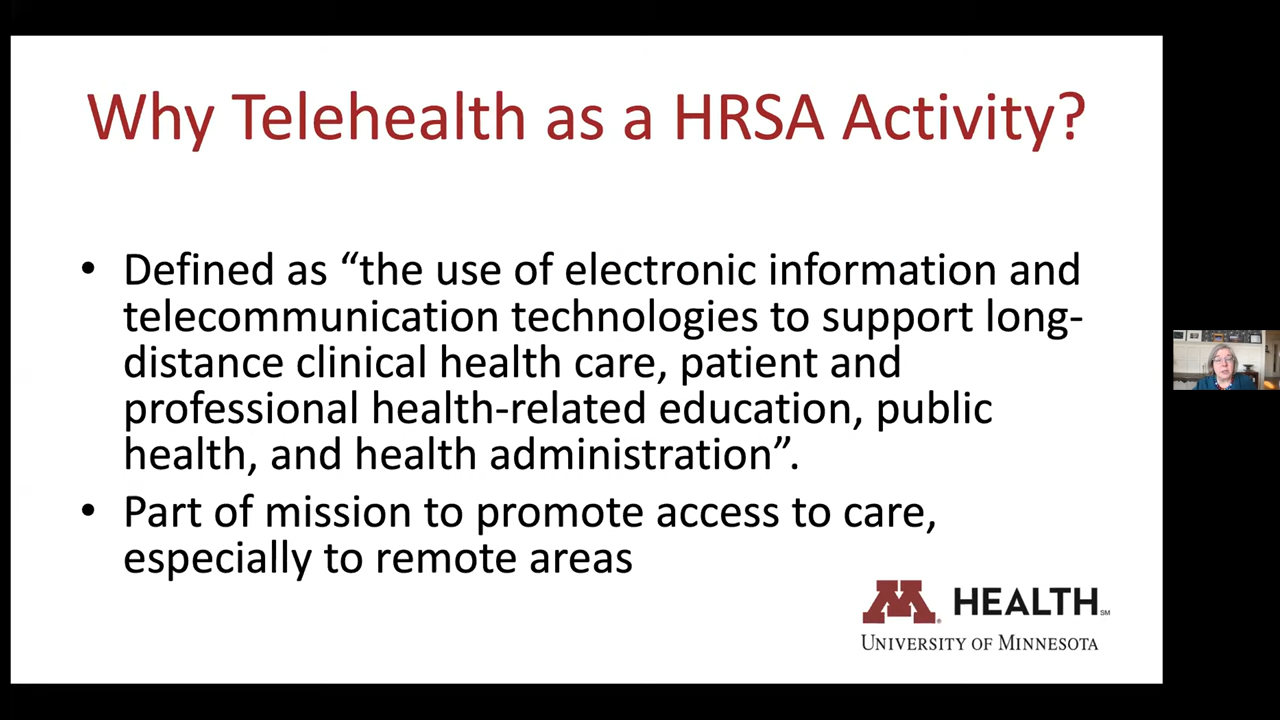 Why Telehealth as a HRSA Activity?
• Defined as “the use of electronic information and
telecommunication technologies to support long-
distance clinical health care, patient and
professional health-related education, public
health, and health administration”.
• Part of mission to promote access to care,
especially to remote areas
M® HEALTH SM
UNIVERSITY OF MINNESOTA